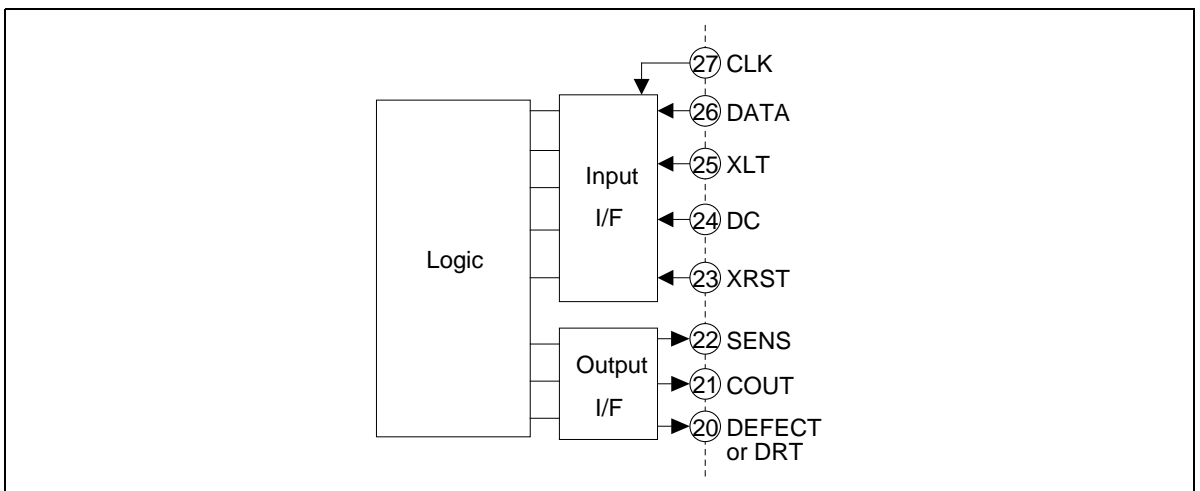 27 CLK
26 DATA
25 XLT
Input
I/F
24 DC
Logic
23 XRST
22 SENS
Output
I/F
21 COUT
20 DEFECT
or DRT